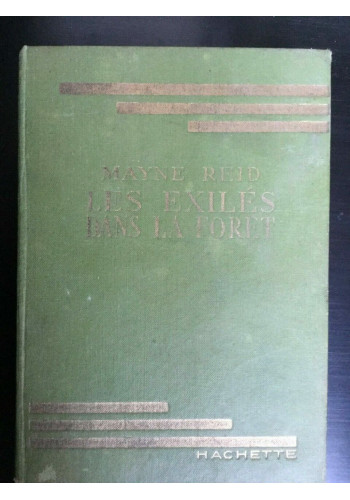 MAYNE REID
LES EXILÉS
DANS LA FORÊT
HACHETTE